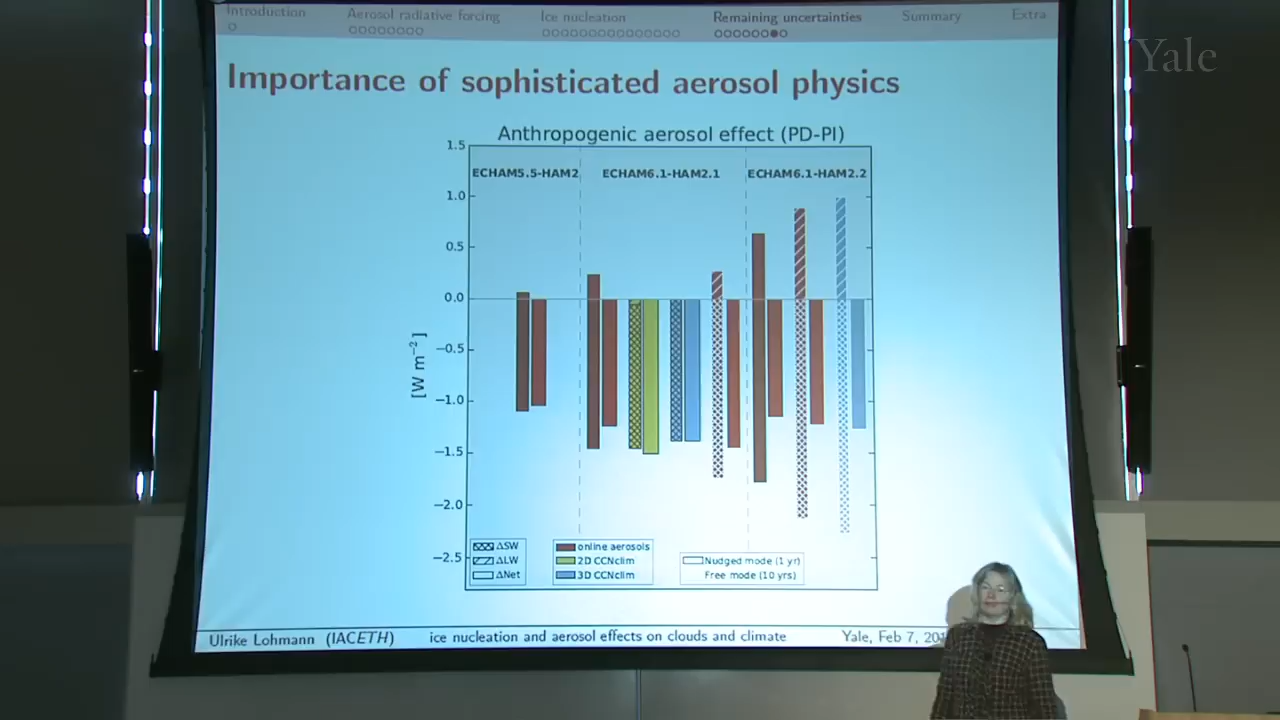 Introduction Aerosol radiative forcing Ice nucleation Remaining uncertainties Summary Extra
Yale
Importance of sophisticated aerosol physics
Anthropogenic aerosol effect (PD-PI)
ECHAM5.5-HAM2 ECHAM6.1-HAM2.1 ECHAM6.1-HAM2.2
1.5
1.0
0.5
0.0
−0.5
−1.0
−1.5
−2.0
−2.5
[W m⁻²]
ΔSW
ΔLW
ΔNet
online aerosols
2D CCNclim
3D CCNclim
Nudged mode (1 yr)
Free mode (10 yrs)
Ulrike Lohmann (IACETH) ice nucleation and aerosol effects on clouds and climate Yale, Feb 7,